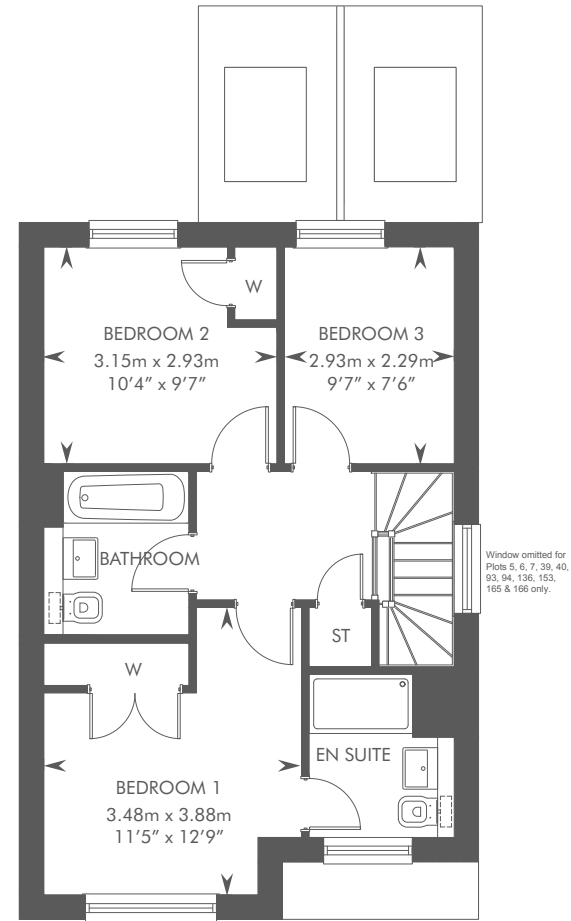 W
BEDROOM 2
3.15m x 2.93m
10’4” x 9’7”
BEDROOM 3
2.93m x 2.29m
9’7” x 7’6”
BATHROOM
Window omitted for
Plots 5, 6, 7, 39, 40,
93, 94, 136, 153,
165 & 166 only.
ST
W
EN SUITE
BEDROOM 1
3.48m x 3.88m
11’5” x 12’9”